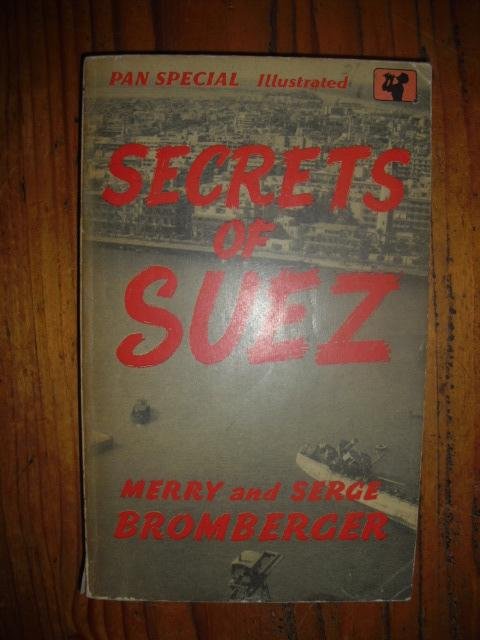 PAN SPECIAL Illustrated
SECRETS
OF
SUEZ
MERRY and SERGE
BROMBERGER